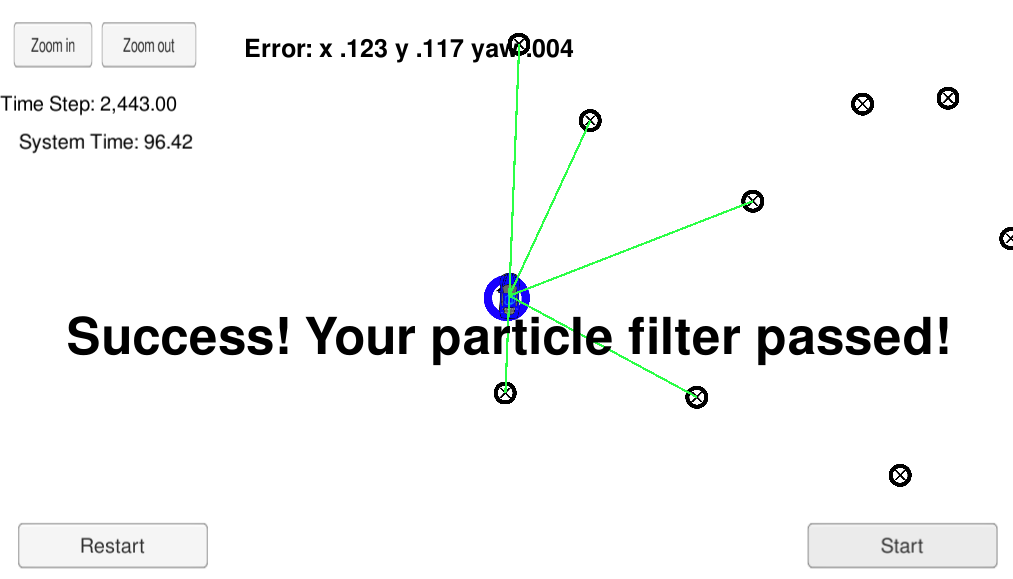 Zoom in
Zoom out
Error: x .123 y .117 yaw .004
Time Step: 2,443.00
System Time: 96.42
Success! Your particle filter passed!
Restart
Start